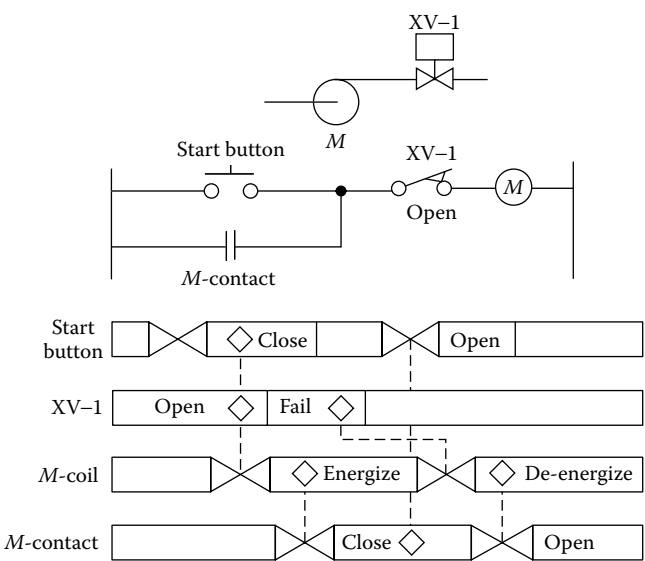 XV–1
M
Start button
XV–1
M
Open
M-contact
Start
button
Close
Open
XV–1
Open
Fail
M-coil
Energize
De-energize
M-contact
Close
Open